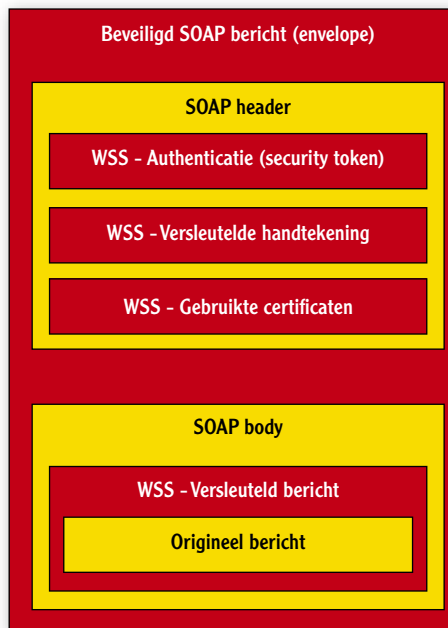 Beveiligd SOAP bericht (envelope)
SOAP header
WSS - Authenticatie (security token)
WSS - Versleutelde handtekening
WSS - Gebruikte certificaten
SOAP body
WSS - Versleuteld bericht
Origineel bericht